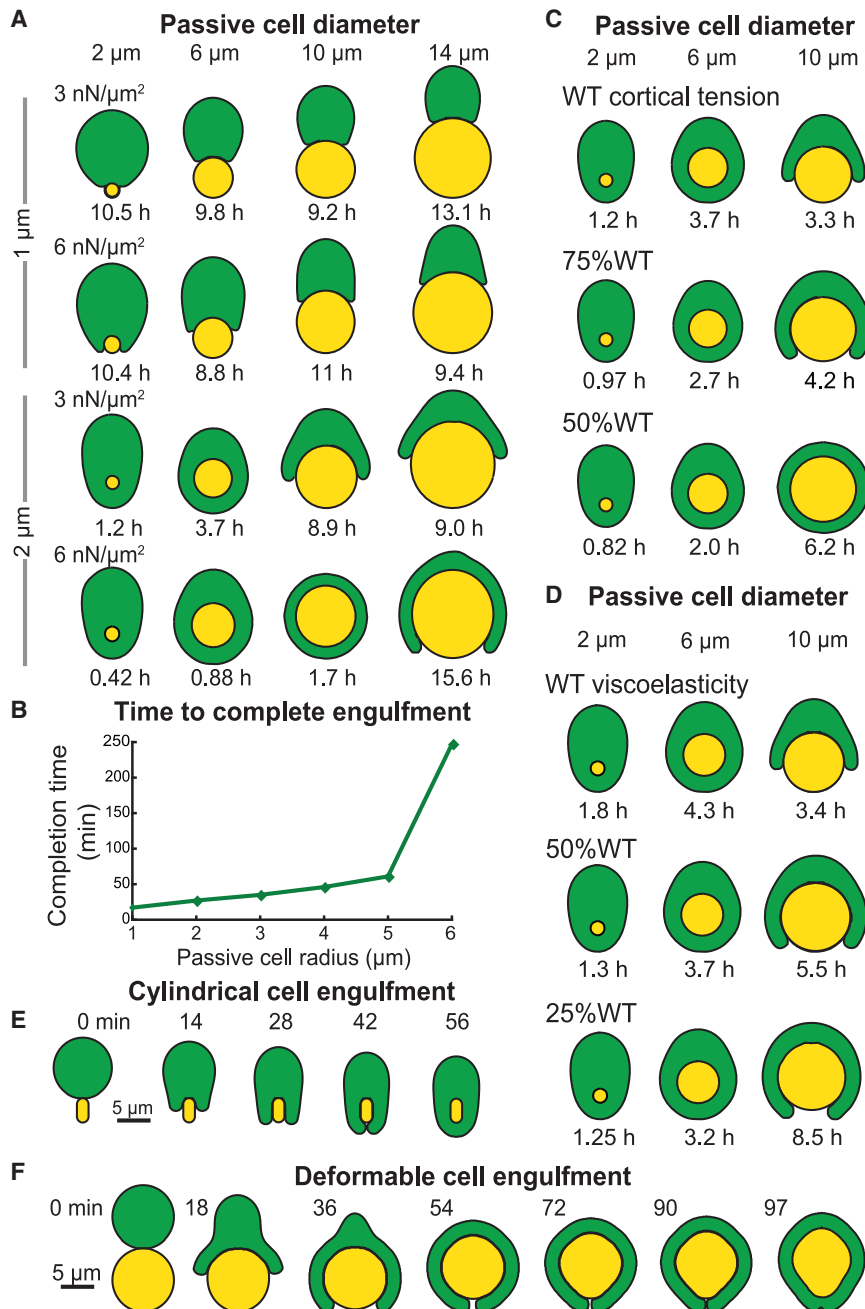 A
Passive cell diameter
2 µm 6 µm 10 µm 14 µm
1 µm
3 nN/µm²
10.5 h 9.8 h 9.2 h 13.1 h
6 nN/µm²
10.4 h 8.8 h 11 h 9.4 h
2 µm
3 nN/µm²
1.2 h 3.7 h 8.9 h 9.0 h
6 nN/µm²
0.42 h 0.88 h 1.7 h 15.6 h
B
Time to complete engulfment
Completion time
(min)
250
200
150
100
50
0
1 2 3 4 5 6
Passive cell radius (µm)
C
Passive cell diameter
2 µm 6 µm 10 µm
WT cortical tension
1.2 h 3.7 h 3.3 h
75%WT
0.97 h 2.7 h 4.2 h
50%WT
0.82 h 2.0 h 6.2 h
D
Passive cell diameter
2 µm 6 µm 10 µm
WT viscoelasticity
1.8 h 4.3 h 3.4 h
50%WT
1.3 h 3.7 h 5.5 h
25%WT
1.25 h 3.2 h 8.5 h
E
Cylindrical cell engulfment
0 min 14 28 42 56
5 µm
F
Deformable cell engulfment
0 min 18 36 54 72 90 97
5 µm